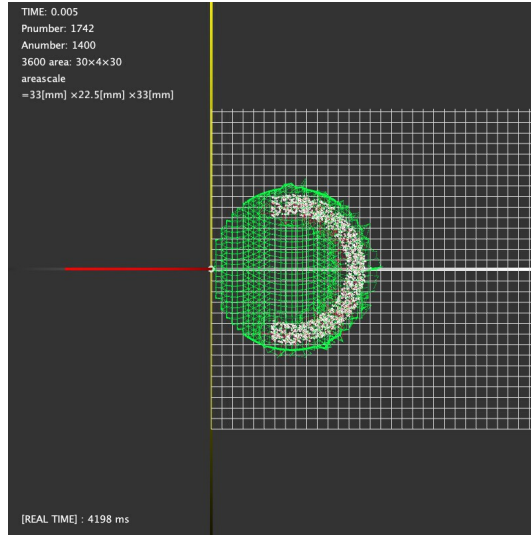 TIME: 0.005
Pnumber: 1742
Anumber: 1400
3600 area: 30×4×30
areascale
=33[mm] ×22.5[mm] ×33[mm]
[REAL TIME] : 4198 ms